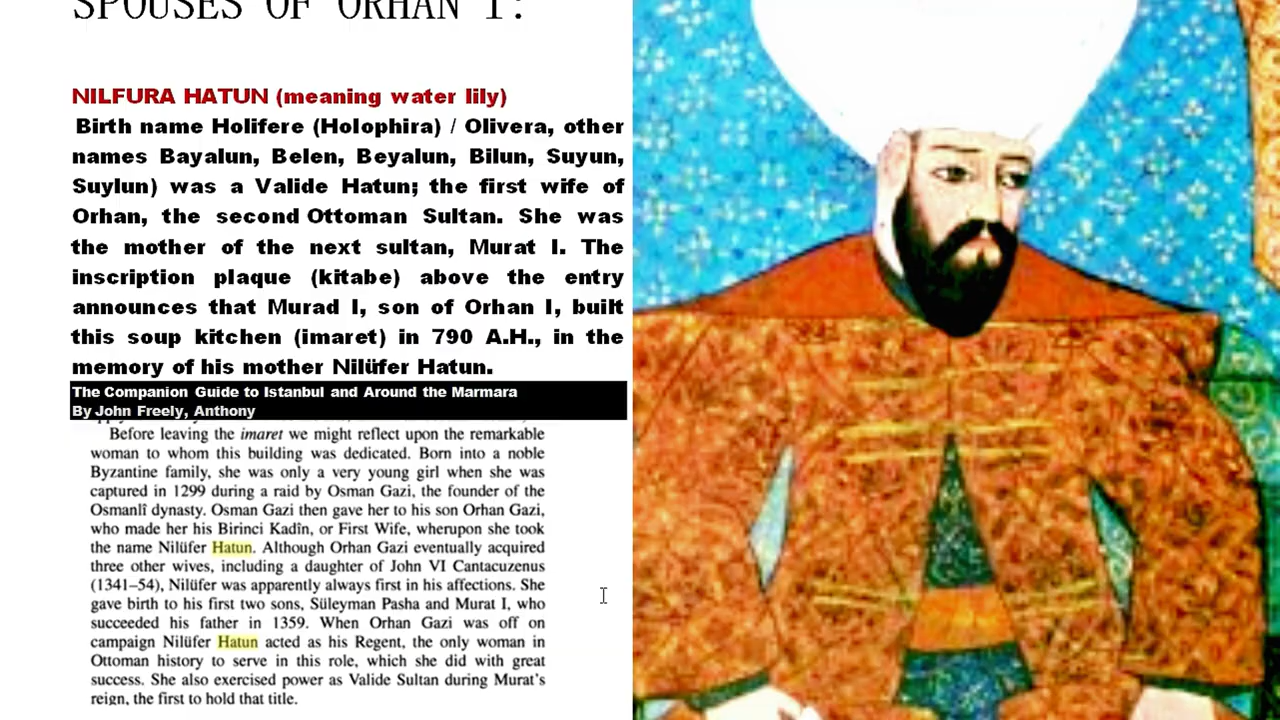 SPOUSES OF ORHAN I:
NILFURA HATUN (meaning water lily)
Birth name Holifere (Holophira) / Olivera, other
names Bayalun, Belen, Beyalun, Bilun, Suyun,
Suylun) was a Valide Hatun; the first wife of
Orhan, the second Ottoman Sultan. She was
the mother of the next sultan, Murat I. The
inscription plaque (kitabe) above the entry
announces that Murad I, son of Orhan I, built
this soup kitchen (imaret) in 790 A.H., in the
memory of his mother Nilüfer Hatun.
The Companion Guide to Istanbul and Around the Marmara
By John Freely, Anthony
Before leaving the imaret we might reflect upon the remarkable
woman to whom this building was dedicated. Born into a noble
Byzantine family, she was only a very young girl when she was
captured in 1299 during a raid by Osman Gazi, the founder of the
Osmanlî dynasty. Osman Gazi then gave her to his son Orhan Gazi,
who made her his Birinci Kadîn, or First Wife, wherupon she took
the name Nilüfer Hatun. Although Orhan Gazi eventually acquired
three other wives, including a daughter of John VI Cantacuzenus
(1341–54), Nilüfer was apparently always first in his affections. She
gave birth to his first two sons, Süleyman Pasha and Murat I, who
succeeded his father in 1359. When Orhan Gazi was off on
campaign Nilüfer Hatun acted as his Regent, the only woman in
Ottoman history to serve in this role, which she did with great
success. She also exercised power as Valide Sultan during Murat's
reign, the first to hold that title.